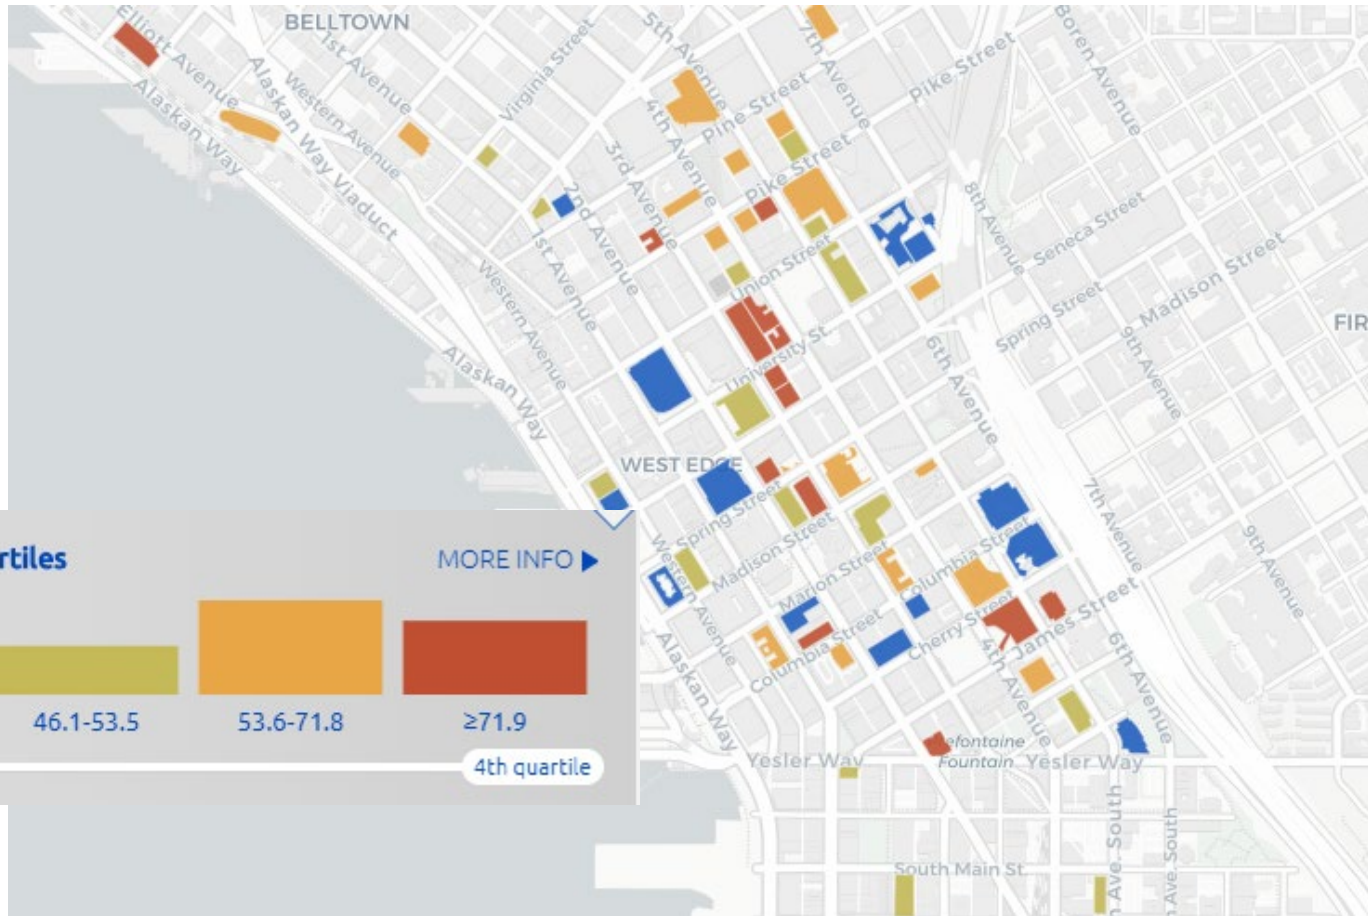 BELLTOWN
Elliott Avenue
Alaskan Way
Alaskan Way Viaduct
Western Avenue
1st Avenue
Virginia Street
5th Avenue
7th Avenue
Pike Street
Boren Avenue
Pine Street
4th Avenue
3rd Avenue
Pike Street
2nd Avenue
1st Avenue
Western Avenue
Union Street
8th Avenue
Seneca Street
Madison Street
Spring Street
9th Avenue
FIR
University St.
6th Avenue
Alaskan Way
WEST EDGE
Spring Street
Madison Street
Marion Street
Columbia Street
7th Avenue
9th Avenue
Western Avenue
Columbia Street
Cherry Street
James Street
4th Avenue
6th Avenue
Alaskan Way
Yesler Way
efontaine
Fountain
Yesler Way
South Main St.
Ave. South
Ave. South
rtiles
MORE INFO ▶
46.1-53.5
53.6-71.8
≥71.9
4th quartile